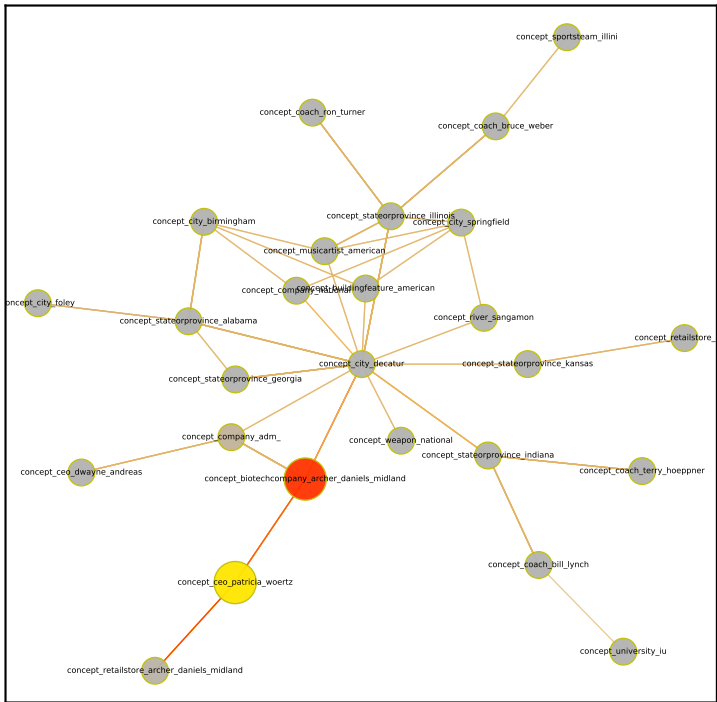 concept_sportsteam_illini
concept_coach_ron_turner
concept_coach_bruce_weber
concept_stateorprovince_illinois
concept_city_birmingham
concept_city_springfield
concept_musicartist_american
concept_company_national
concept_buildingfeature_american
concept_city_foley
concept_river_sangamon
concept_stateorprovince_alabama
concept_retailstore_
concept_city_decatur
concept_stateorprovince_kansas
concept_stateorprovince_georgia
concept_company_adm_
concept_weapon_national
concept_stateorprovince_indiana
concept_ceo_dwayne_andreas
concept_coach_terry_hoeppner
concept_biotechcompany_archer_daniels_midland
concept_coach_bill_lynch
concept_ceo_patricia_woertz
concept_university_iu
concept_retailstore_archer_daniels_midland